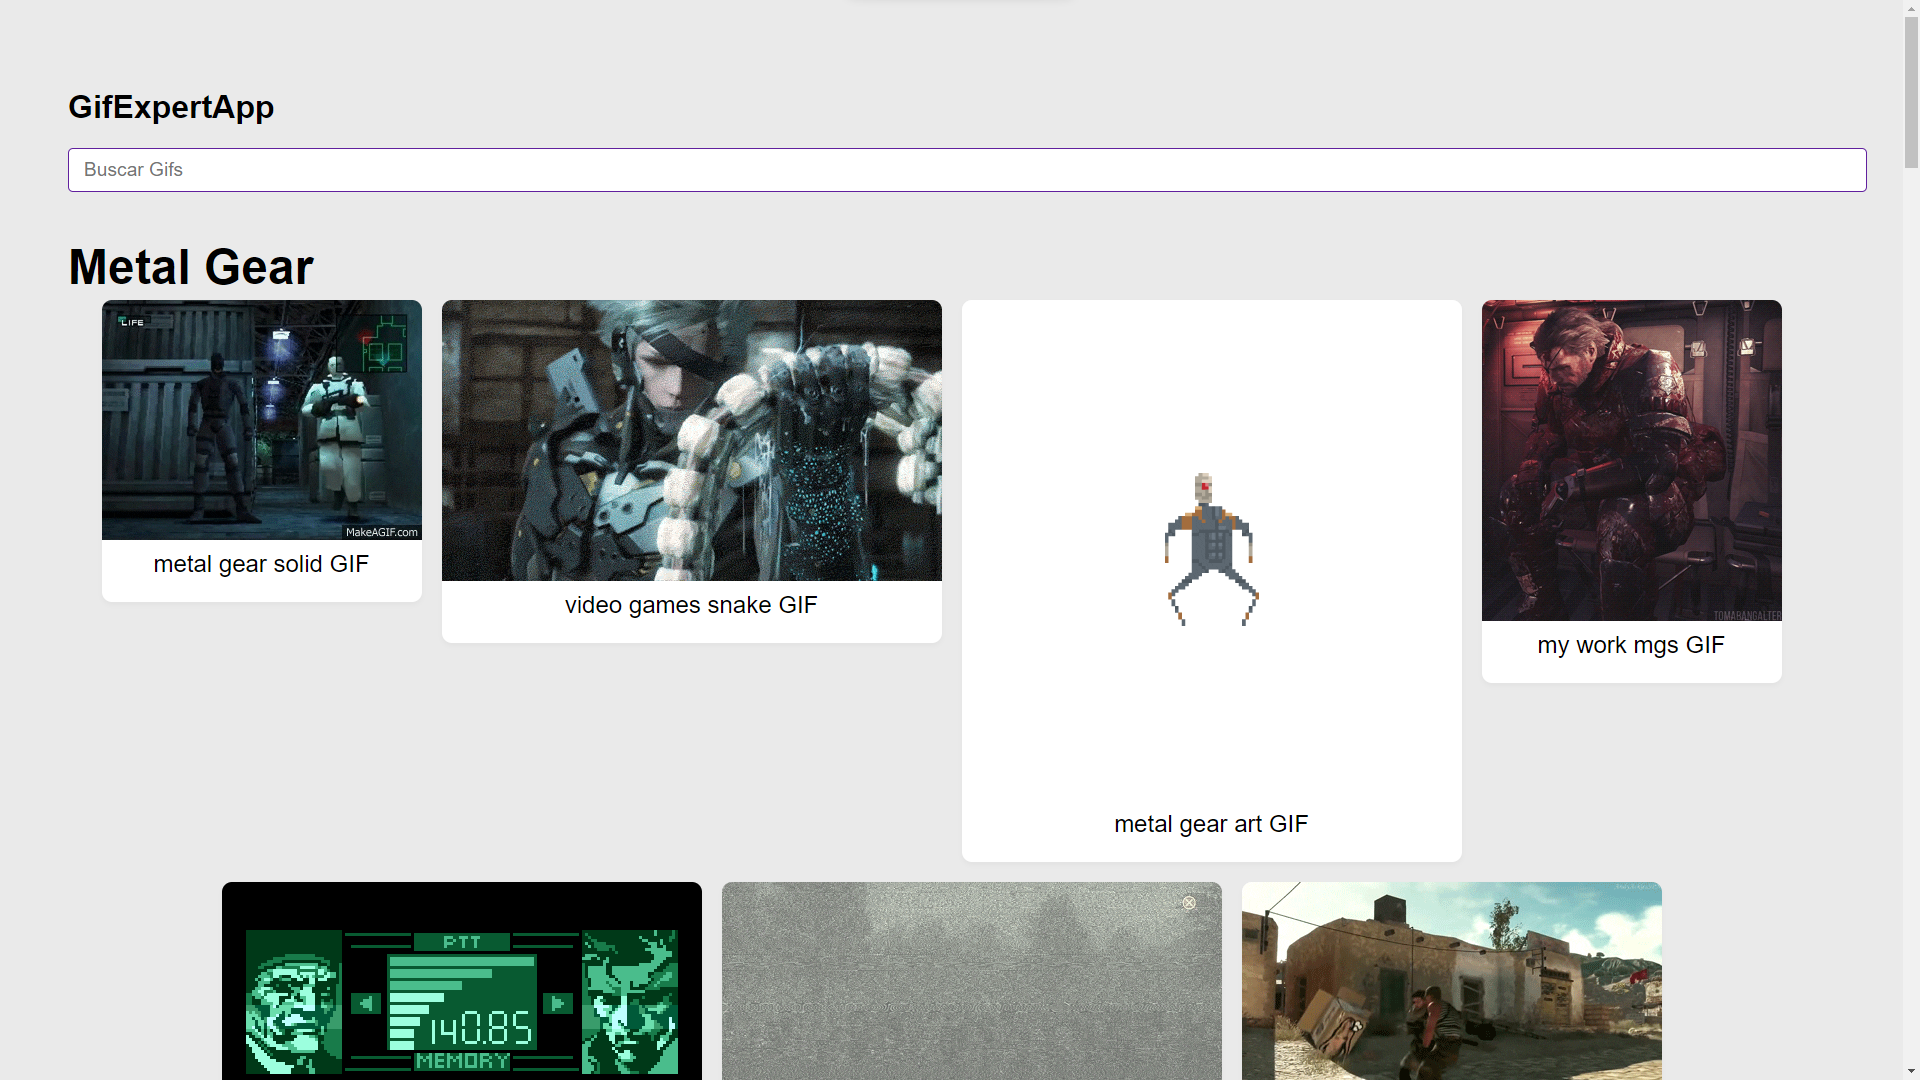 GifExpertApp
Buscar Gifs
Metal Gear
LIFE
MakeAGIF.com
metal gear solid GIF
video games snake GIF
metal gear art GIF
TOMABANGALTER
my work mgs GIF
PTT
140.85
MEMORY